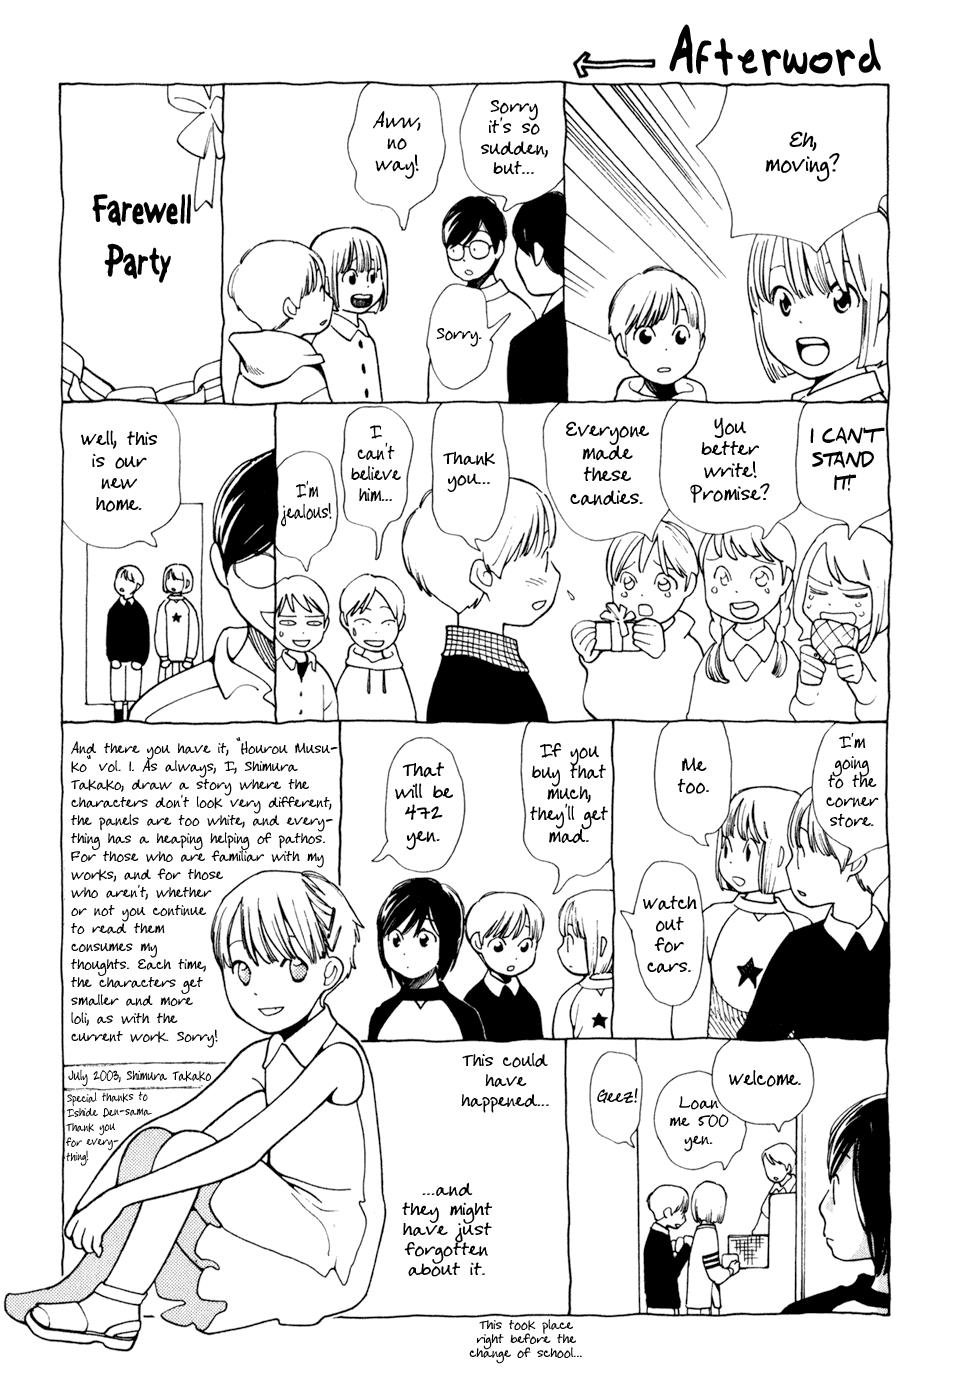 Afterword
Eh,
moving?
Sorry
it's so
sudden,
but...
Aww,
no
way!
Sorry.
Farewell
Party
I CAN'T
STAND
IT!
You
better
write!
Promise?
Everyone
made
these
candies.
Thank
you...
I
can't
believe
him...
I'm
jealous!
Well, this
is our
new
home.
I'm
going
to the
corner
store.
Me
too.
Watch
out
for
cars.
If you
buy that
much,
they'll get
mad.
That
will be
472
yen.
And there you have it, "Hourou Musu-
ko" vol. 1. As always, I, Shimura
Takako, draw a story where the
characters don't look very different,
the panels are too white, and every-
thing has a heaping helping of pathos.
For those who are familiar with my
works, and for those
who aren't, whether
or not you continue
to read them
consumes my
thoughts. Each time,
the characters get
smaller and more
loli, as with the
current work. Sorry!
July 2003, Shimura Takako
Special thanks to
Ishide Den-sama
Thank you
for every-
thing!
Welcome.
Loan
me 500
yen.
Geez!
This could
have
happened...
...and
they might
have just
forgotten
about it.
This took place
right before the
change of school...